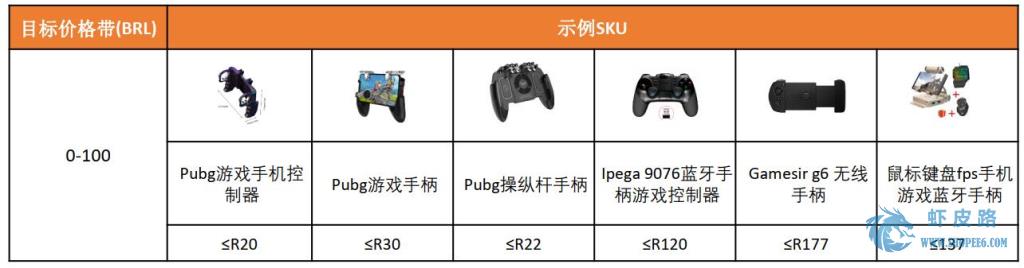 目标价格带(BRL)
示例SKU
0-100
Pubg游戏手机控
制器
Pubg游戏手柄
Pubg操纵杆手柄
Ipega 9076蓝牙手
柄游戏控制器
Gamesir g6 无线
手柄
鼠标键盘fps手机
游戏蓝牙手柄
≤R20
≤R30
≤R22
≤R120
≤R177
≤137
虾皮路
WWW.SHOPEE6.COM